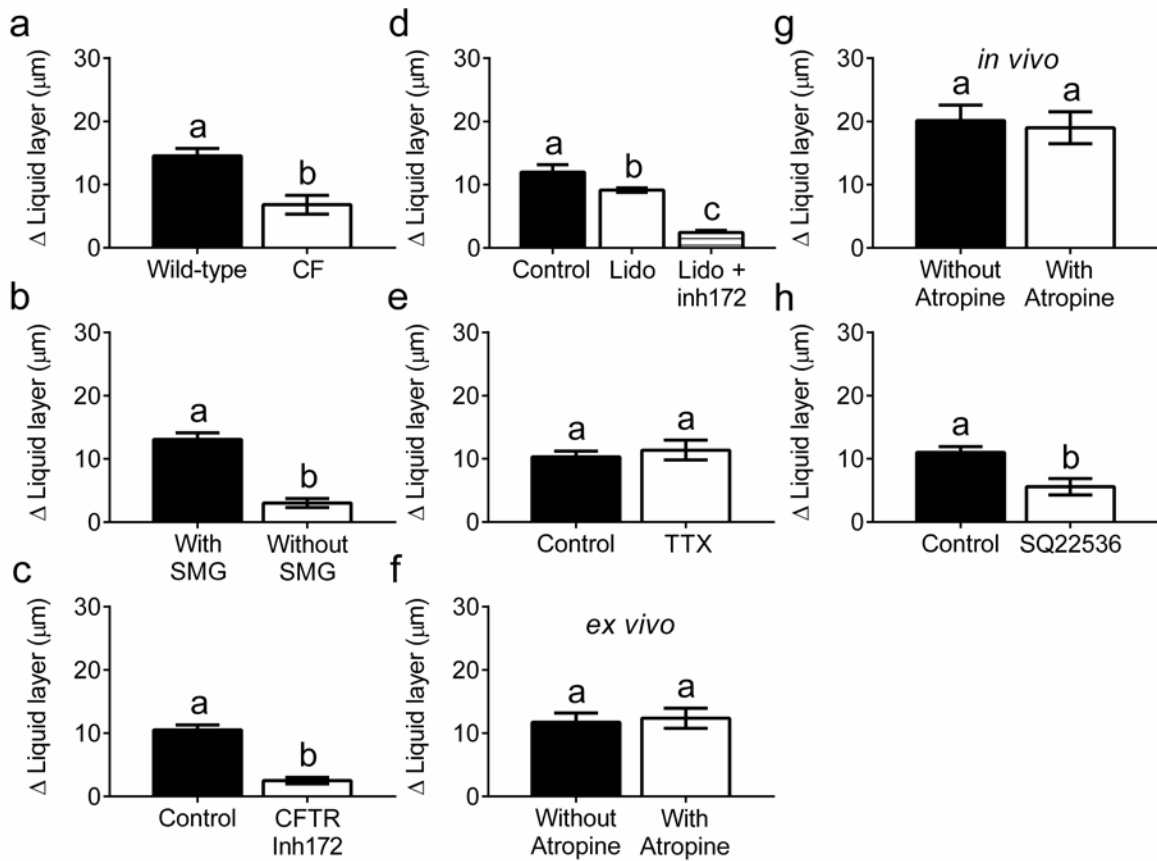 a
Δ Liquid layer (μm)
30
20
10
0
a
b
Wild-type
CF
b
Δ Liquid layer (μm)
30
20
10
0
a
b
With
SMG
Without
SMG
c
Δ Liquid layer (μm)
30
20
10
0
a
b
Control
CFTR
Inh172
d
Δ Liquid layer (μm)
30
20
10
0
a
b
c
Control
Lido
Lido +
inh172
e
Δ Liquid layer (μm)
30
20
10
0
a
a
Control
TTX
f
Δ Liquid layer (μm)
30
20
10
0
ex vivo
a
a
Without
Atropine
With
Atropine
g
Δ Liquid layer (μm)
30
20
10
0
in vivo
a
a
Without
Atropine
With
Atropine
h
Δ Liquid layer (μm)
30
20
10
0
a
b
Control
SQ22536